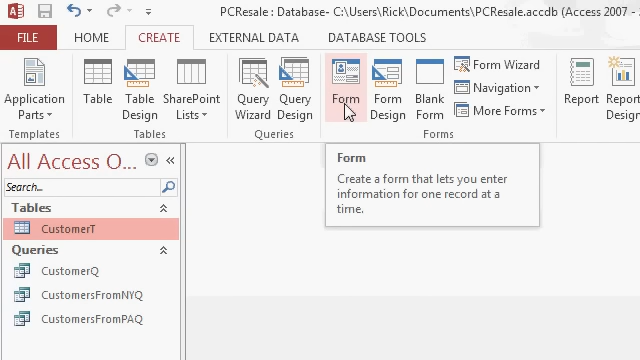 PCResale : Database- C:\Users\Rick\Documents\PCResale.accdb (Access 2007 -
FILE HOME CREATE EXTERNAL DATA DATABASE TOOLS
Application Parts
Table
Table Design
SharePoint Lists
Query Wizard
Query Design
Form
Form Design
Blank Form
Form Wizard
Navigation
More Forms
Report
Templates Tables Queries Forms
All Access O...
Search...
Tables
CustomerT
Queries
CustomerQ
CustomersFromNYQ
CustomersFromPAQ
Form
Create a form that lets you enter
information for one record at a
time.